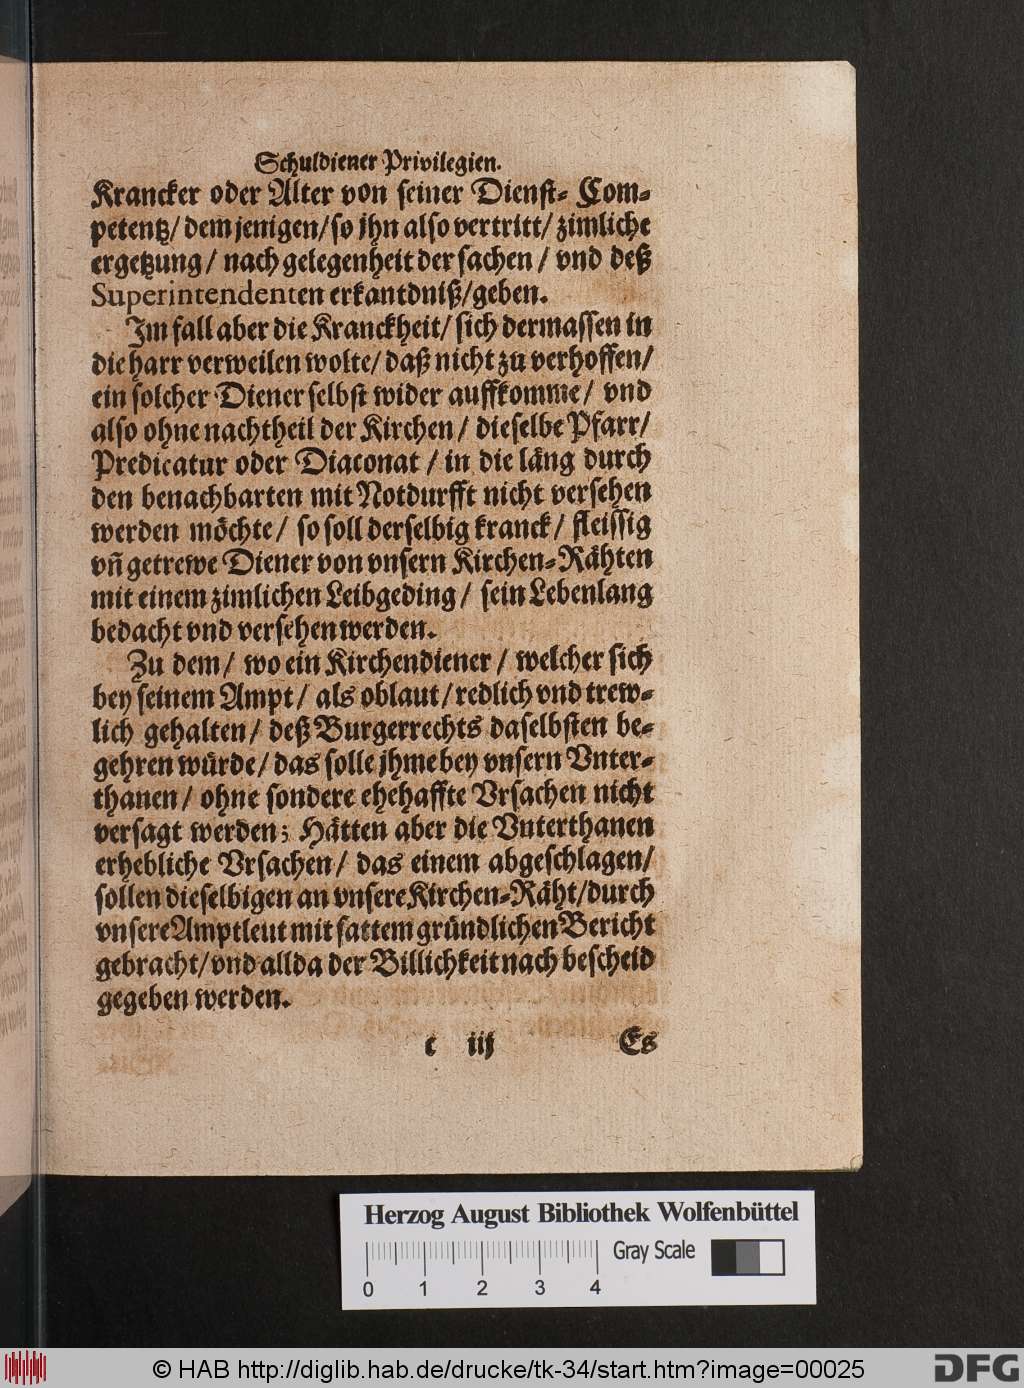 Schuldiener Privilegien.
Krancker oder Alter von seiner Dienst- Com-
petentz/ dem jenigen/ so jhn also vertritt/ zimliche
ergetzung/ nach gelegenheit der sachen/ vnd deß
Superintendenten erkantdniß/ geben.
Im fall aber die Kranckheit/ sich dermassen in
die harr verweilen wolte/ daß nicht zu verhoffen/
ein solcher Diener selbst wider auffkomme/ vnd
also ohne nachtheil der Kirchen/ dieselbe Pfarr/
Predicatur oder Diaconat/ in die läng durch
den benachbarten mit Notdurfft nicht versehen
werden möchte/ so soll derselbig kranck/ fleissig
vñ getrewe Diener von vnsern Kirchen-Rähten
mit einem zimlichen Leibgeding/ sein Lebenlang
bedacht vnd versehen werden.
Zu dem/ wo ein Kirchendiener/ welcher sich
bey seinem Ampt/ als oblaut/ redlich vnd trew-
lich gehalten/ deß Burgerrechts daselbsten be-
gehren würde/ das solle jhme bey vnsern Vnter-
thanen/ ohne sondere ehehaffte Vrsachen nicht
versagt werden; Hätten aber die Vnterthanen
erhebliche Vrsachen/ das einem abgeschlagen/
sollen dieselbigen an vnsere Kirchen-Räht/ durch
vnsere Amptleut mit sattem gründlichen Bericht
gebracht/ vnd allda der Billichkeit nach bescheid
gegeben werden.
c iij Es
Herzog August Bibliothek Wolfenbüttel
Gray Scale
0 1 2 3 4
© HAB http://diglib.hab.de/drucke/tk-34/start.htm?image=00025
DFG